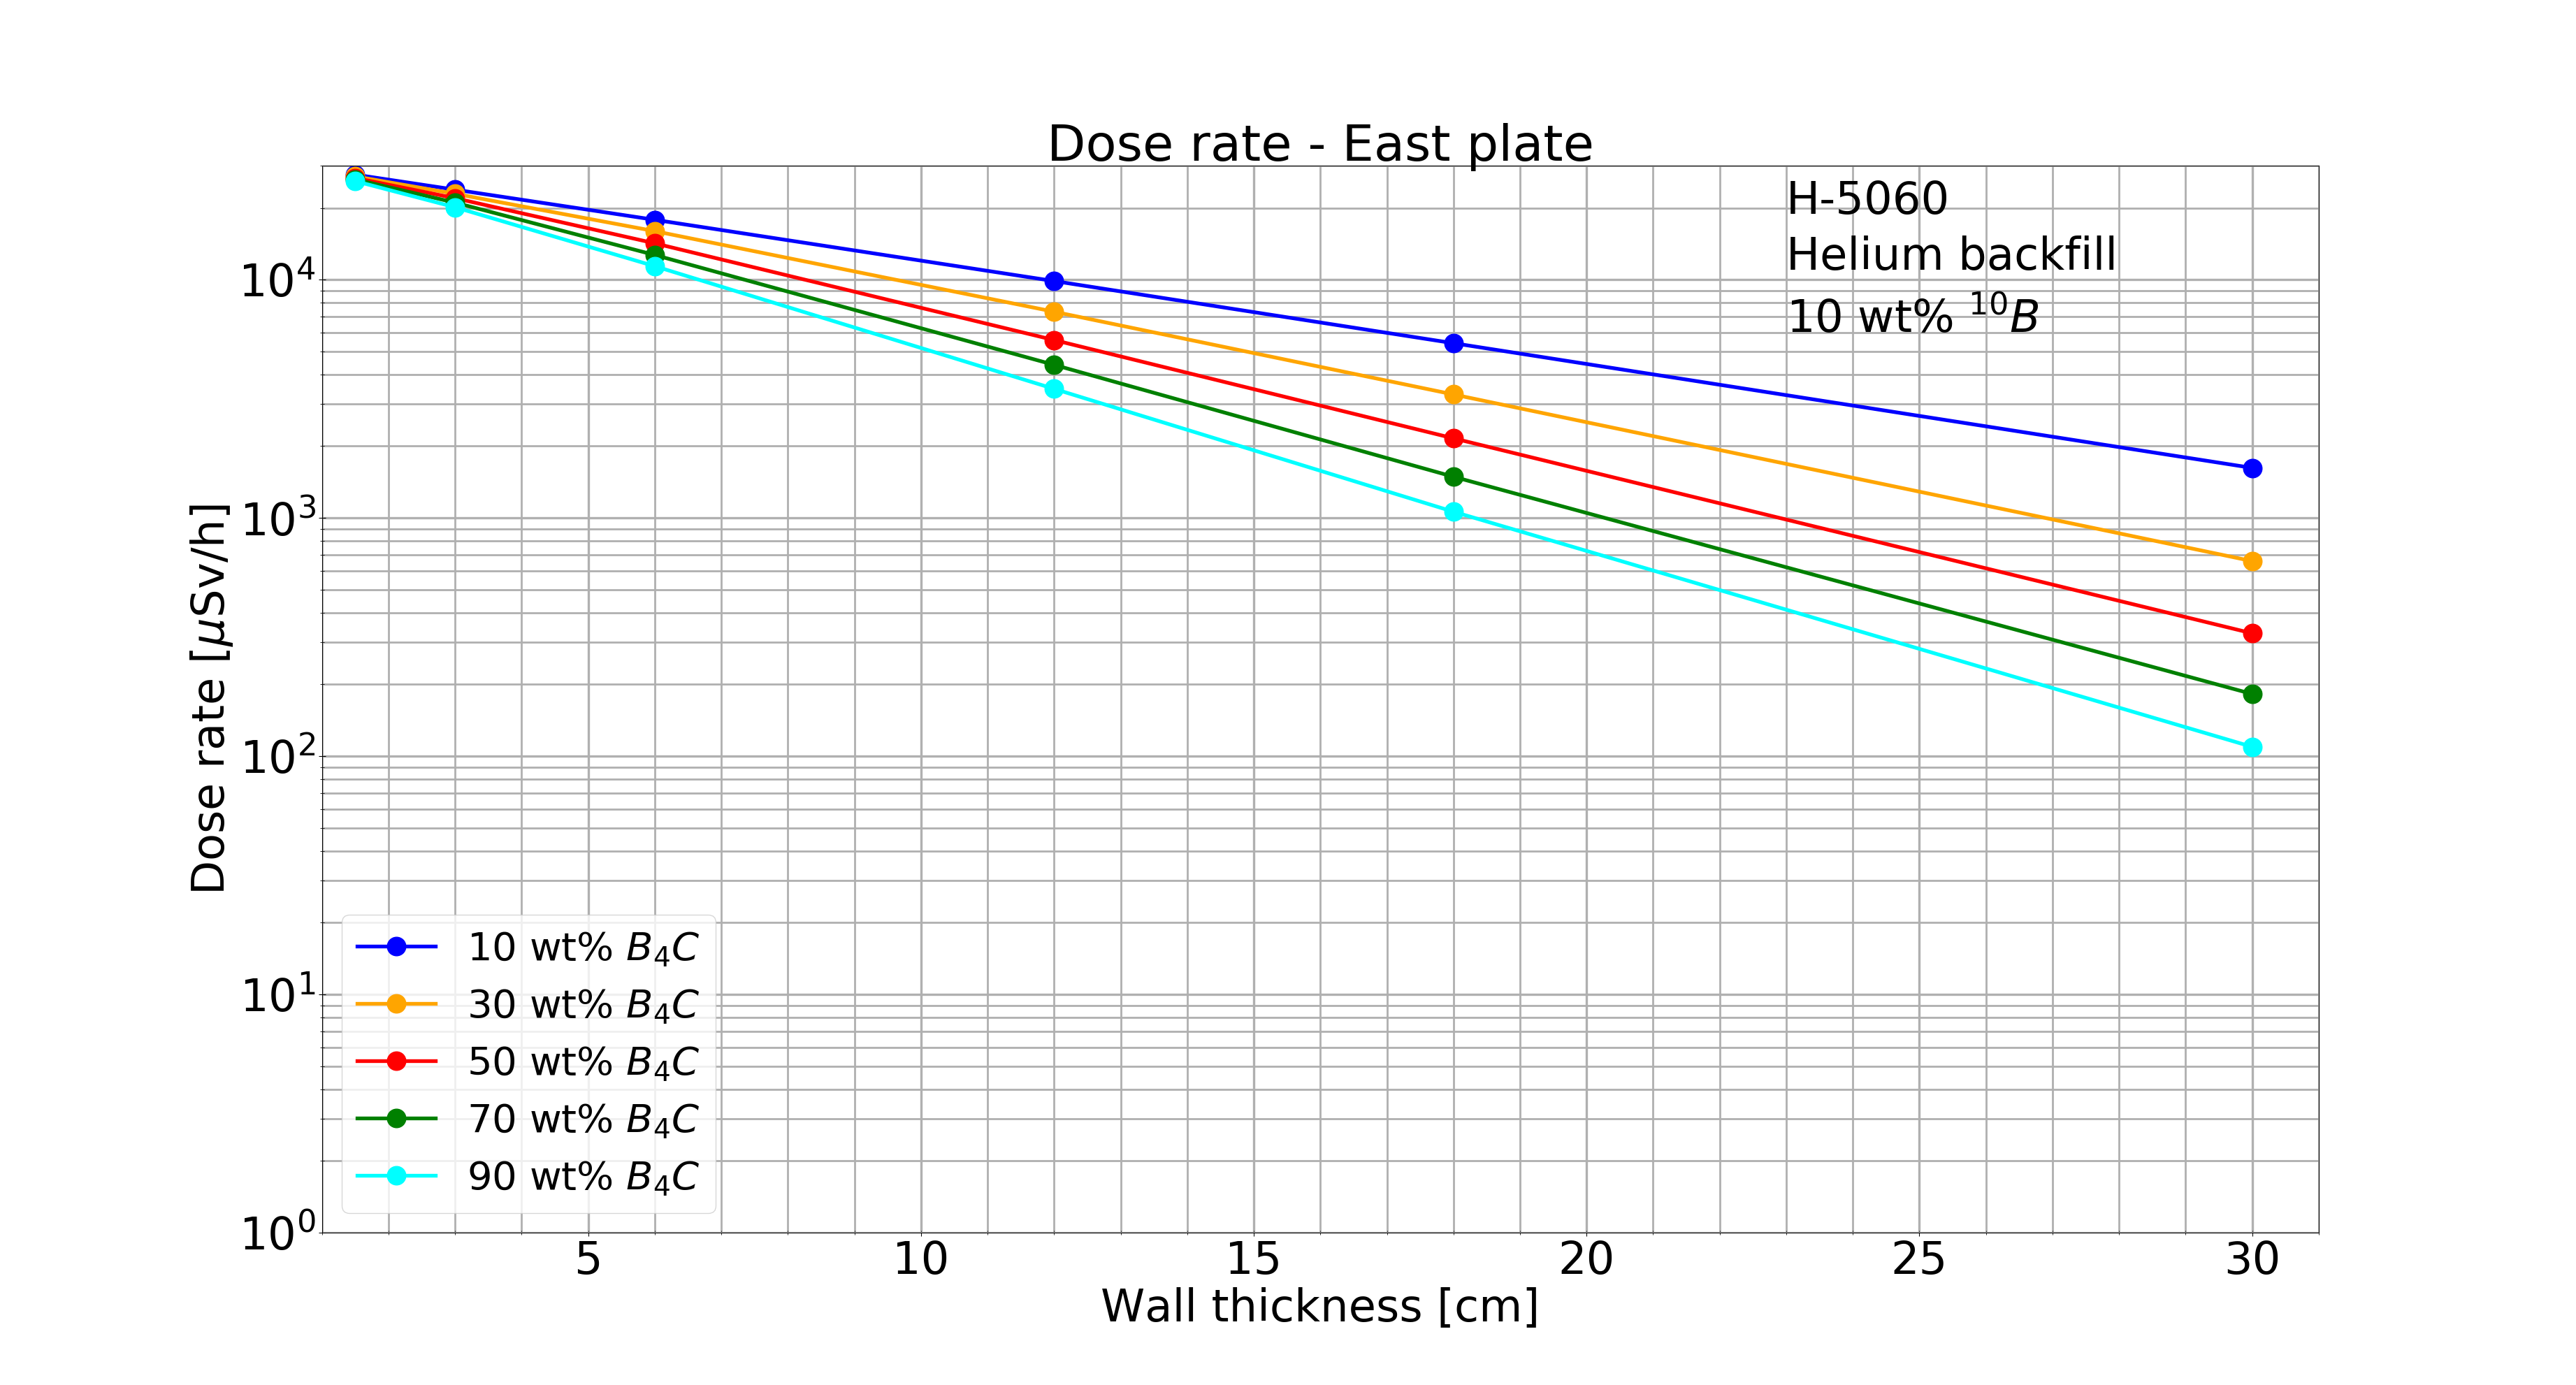 Dose rate - East plate
H-5060
Helium backfill
10 wt% ¹⁰B
Dose rate [μSv/h]
10⁴
10³
10²
10¹
10⁰
10 wt% B₄C
30 wt% B₄C
50 wt% B₄C
70 wt% B₄C
90 wt% B₄C
5 10 15 20 25 30
Wall thickness [cm]